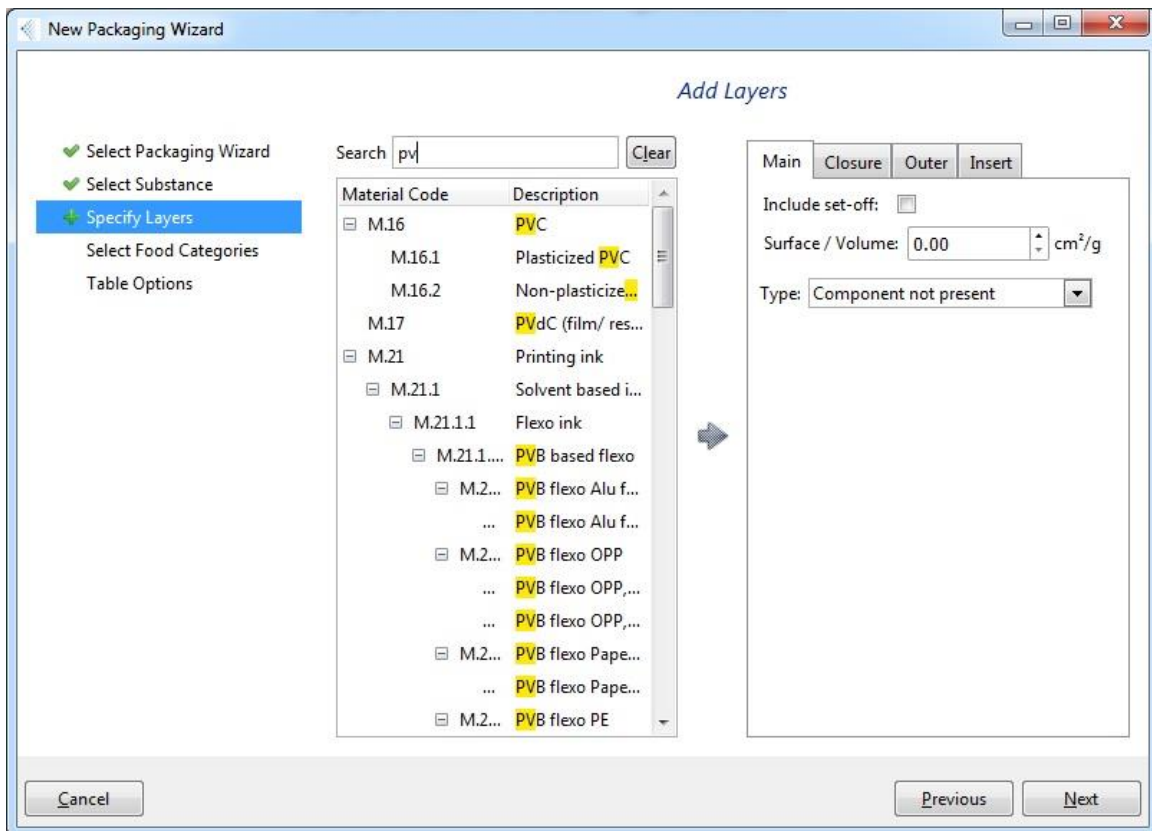 New Packaging Wizard
Add Layers
Select Packaging Wizard
Select Substance
Specify Layers
Select Food Categories
Table Options
Search pv Clear
Material Code Description
M.16 PVC
M.16.1 Plasticized PVC
M.16.2 Non-plasticize...
M.17 PVdC (film/ res...
M.21 Printing ink
M.21.1 Solvent based i...
M.21.1.1 Flexo ink
M.21.1.... PVB based flexo
M.2... PVB flexo Alu f...
... PVB flexo Alu f...
M.2... PVB flexo OPP
... PVB flexo OPP,...
... PVB flexo OPP,...
M.2... PVB flexo Pape...
... PVB flexo Pape...
M.2... PVB flexo PE
Main Closure Outer Insert
Include set-off:
Surface / Volume: 0.00 cm²/g
Type: Component not present
Cancel Previous Next